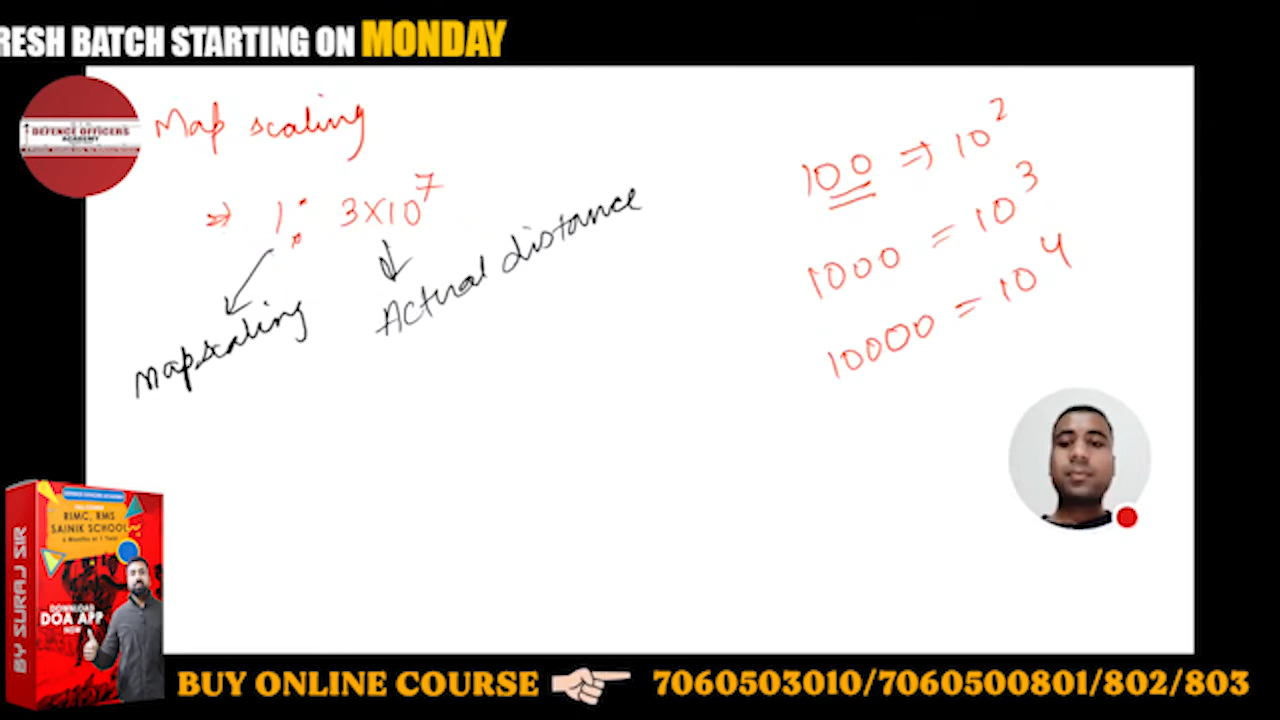 RESH BATCH STARTING ON MONDAY
DEFENCE OFFICERS
ACADEMY
Map scaling
⇒ 1 : 3×10⁷
mapscaling
Actual distance
100 ⇒ 10²
1000 = 10³
10000 = 10⁴
RIMC, RMS
SAINIK SCHOOL
DOWNLOAD
DOA APP
NOW
BY SURAJ SIR
BUY ONLINE COURSE 7060503010/7060500801/802/803